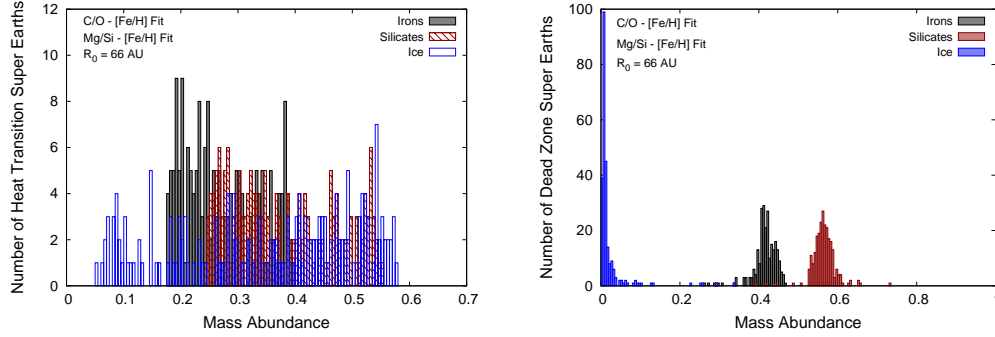 Number of Heat Transition Super Earths
12
10
8
6
4
2
0
C/O - [Fe/H] Fit
Mg/Si - [Fe/H] Fit
R0 = 66 AU
Irons
Silicates
Ice
0 0.1 0.2 0.3 0.4 0.5 0.6 0.7
Mass Abundance
Number of Dead Zone Super Earths
100
80
60
40
20
0
C/O - [Fe/H] Fit
Mg/Si - [Fe/H] Fit
R0 = 66 AU
Irons
Silicates
Ice
0 0.2 0.4 0.6 0.8 1
Mass Abundance